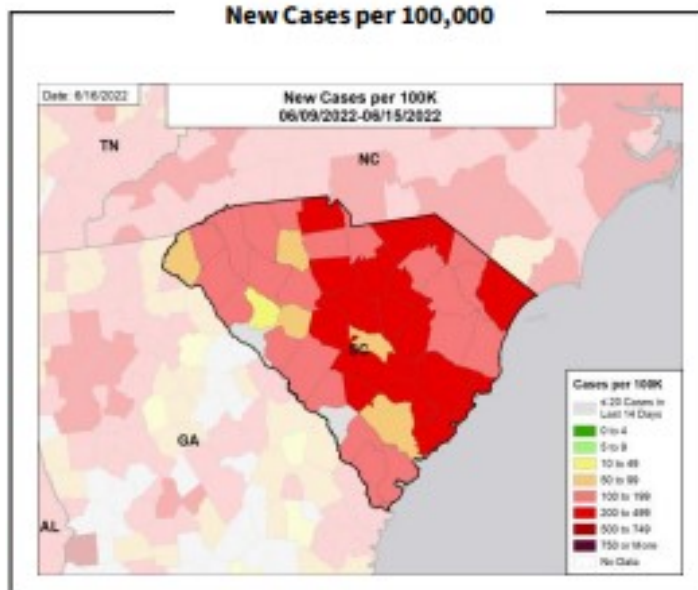 New Cases per 100,000
Date: 6/16/2022
New Cases per 100K
06/09/2022-06/15/2022
TN
NC
SC
GA
AL
Cases per 100K
≤ 20 Cases in
Last 14 Days
0 to 4
5 to 9
10 to 49
50 to 99
100 to 199
200 to 499
500 to 749
750 or More
No Data